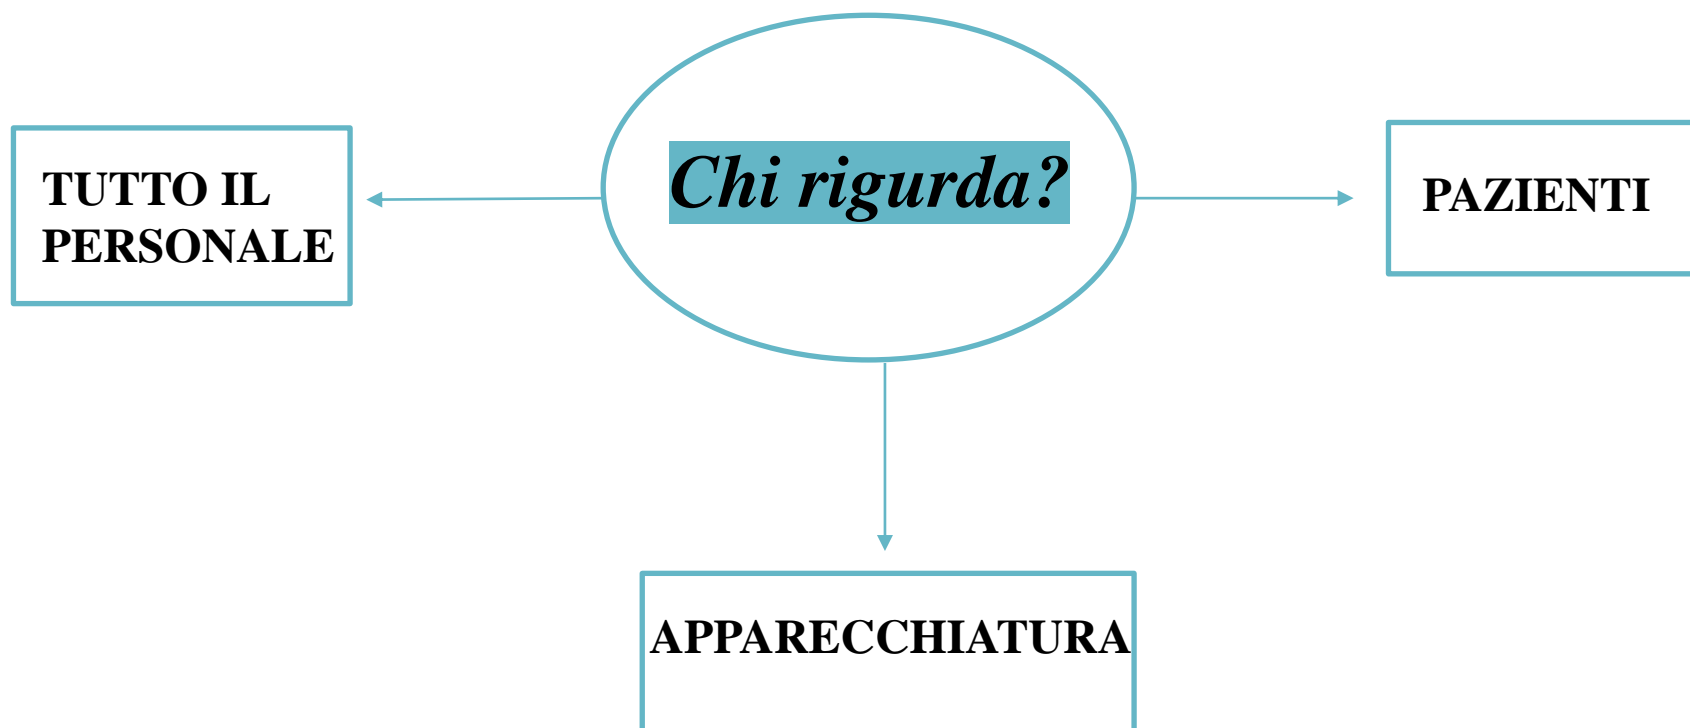 Chi rigurda?
TUTTO IL
PERSONALE
PAZIENTI
APPARECCHIATURA